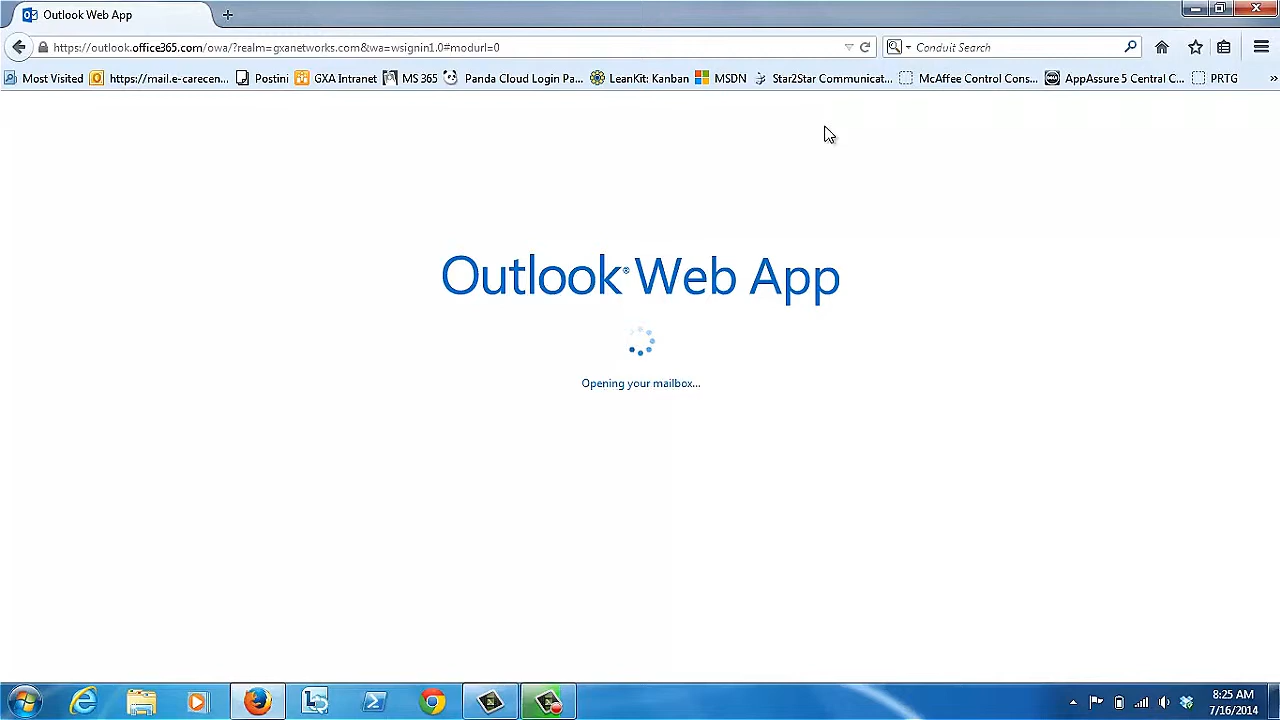 Outlook Web App
https://outlook.office365.com/owa/?realm=gxanetworks.com&wa=wsignin1.0#modurl=0
Conduit Search
Most Visited https://mail.e-carecen... Postini GXA Intranet MS 365 Panda Cloud Login Pa... LeanKit: Kanban MSDN Star2Star Communicat... McAffee Control Cons... AppAssure 5 Central C... PRTG »
Outlook® Web App
Opening your mailbox...
8:25 AM
7/16/2014